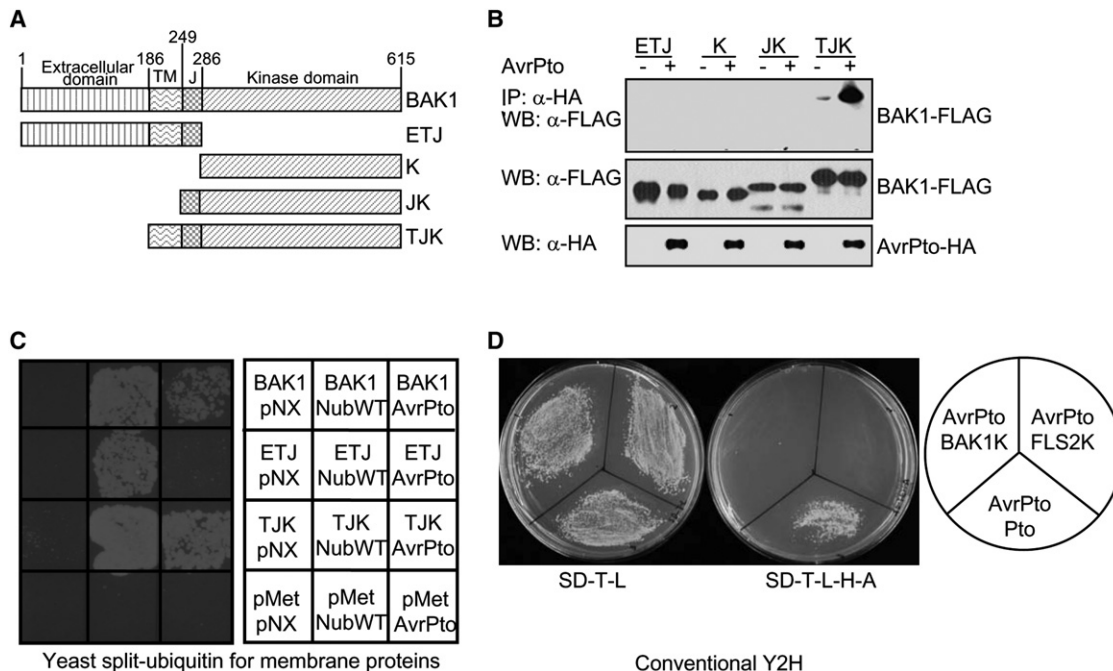 A
1
186
249
286
615
Extracellular
domain
TM
J
Kinase domain
BAK1
ETJ
K
JK
TJK
B
ETJ K JK TJK
AvrPto - + - + - + - +
IP: α-HA
WB: α-FLAG
BAK1-FLAG
WB: α-FLAG
BAK1-FLAG
WB: α-HA
AvrPto-HA
C
BAK1 BAK1 BAK1
pNX NubWT AvrPto
ETJ ETJ ETJ
pNX NubWT AvrPto
TJK TJK TJK
pNX NubWT AvrPto
pMet pMet pMet
pNX NubWT AvrPto
Yeast split-ubiquitin for membrane proteins
D
SD-T-L
SD-T-L-H-A
AvrPto AvrPto
BAK1K FLS2K
AvrPto
Pto
Conventional Y2H